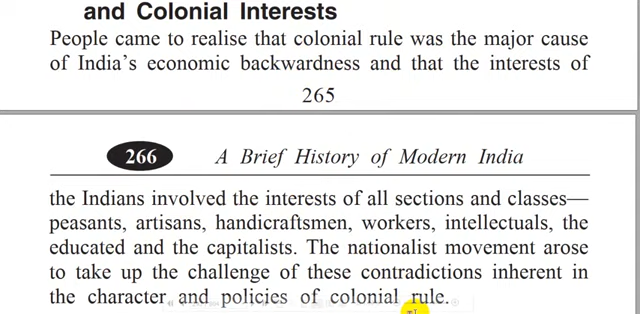 and Colonial Interests
People came to realise that colonial rule was the major cause
of India's economic backwardness and that the interests of
265
266 A Brief History of Modern India
the Indians involved the interests of all sections and classes—
peasants, artisans, handicraftsmen, workers, intellectuals, the
educated and the capitalists. The nationalist movement arose
to take up the challenge of these contradictions inherent in
the character and policies of colonial rule.